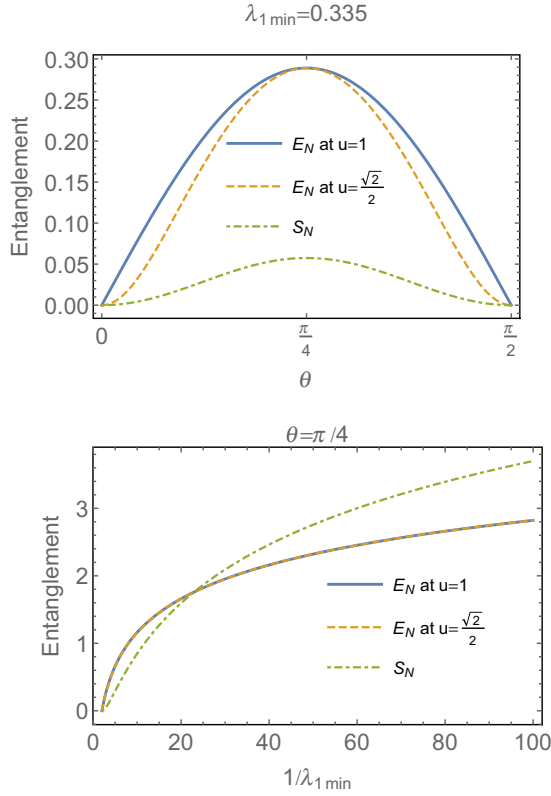 λ1 min=0.335
0.30
0.25
0.20
0.15
0.10
0.05
0.00
Entanglement
E_N at u=1
E_N at u=√2/2
S_N
0 π/4 π/2
θ
θ=π/4
3
2
1
0
Entanglement
E_N at u=1
E_N at u=√2/2
S_N
0 20 40 60 80 100
1/λ1 min